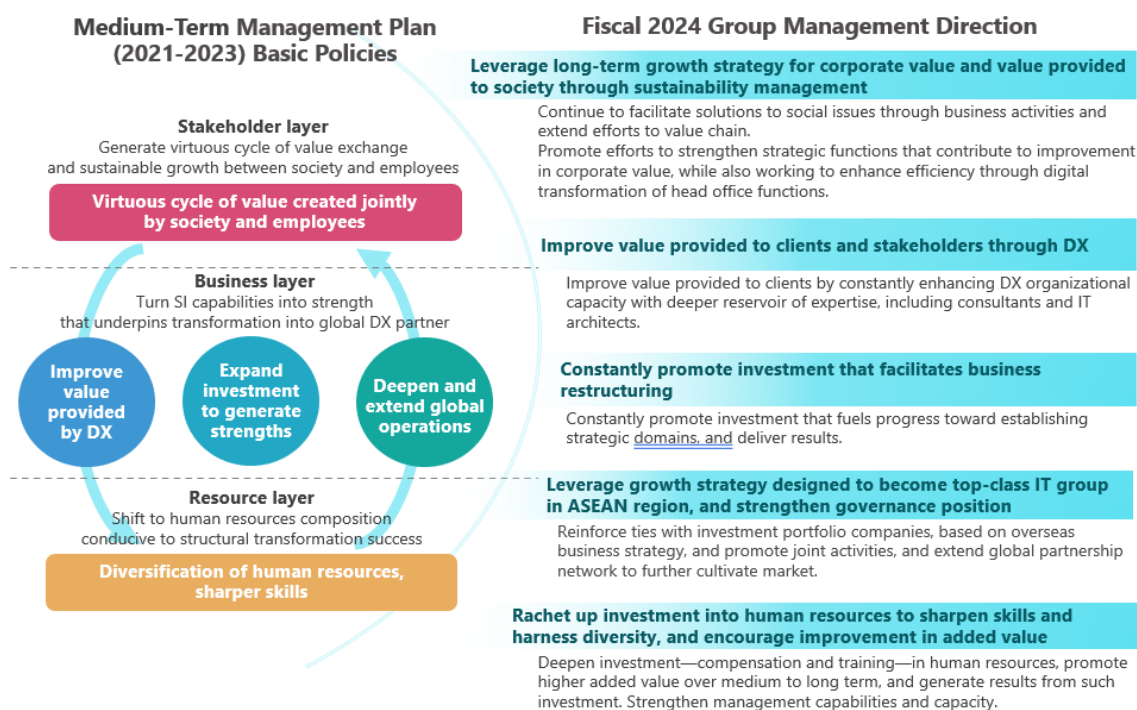 Medium-Term Management Plan
(2021-2023) Basic Policies
Stakeholder layer
Generate virtuous cycle of value exchange
and sustainable growth between society and employees
Virtuous cycle of value created jointly
by society and employees
Business layer
Turn SI capabilities into strength
that underpins transformation into global DX partner
Improve
value
provided
by DX
Expand
investment
to generate
strengths
Deepen and
extend global
operations
Resource layer
Shift to human resources composition
conducive to structural transformation success
Diversification of human resources,
sharper skills
Fiscal 2024 Group Management Direction
Leverage long-term growth strategy for corporate value and value provided
to society through sustainability management
Continue to facilitate solutions to social issues through business activities and
extend efforts to value chain.
Promote efforts to strengthen strategic functions that contribute to improvement
in corporate value, while also working to enhance efficiency through digital
transformation of head office functions.
Improve value provided to clients and stakeholders through DX
Improve value provided to clients by constantly enhancing DX organizational
capacity with deeper reservoir of expertise, including consultants and IT
architects.
Constantly promote investment that facilitates business
restructuring
Constantly promote investment that fuels progress toward establishing
strategic domains, and deliver results.
Leverage growth strategy designed to become top-class IT group
in ASEAN region, and strengthen governance position
Reinforce ties with investment portfolio companies, based on overseas
business strategy, and promote joint activities, and extend global partnership
network to further cultivate market.
Rachet up investment into human resources to sharpen skills and
harness diversity, and encourage improvement in added value
Deepen investment—compensation and training—in human resources, promote
higher added value over medium to long term, and generate results from such
investment. Strengthen management capabilities and capacity.